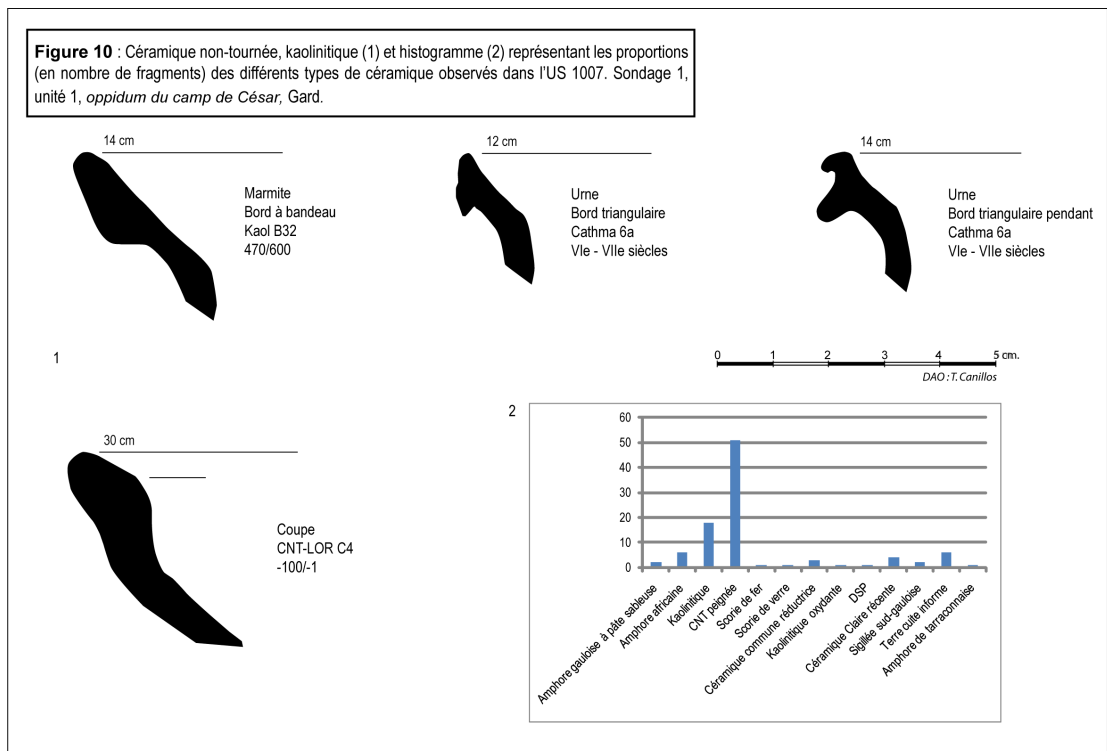 Figure 10 : Céramique non-tournée, kaolinitique (1) et histogramme (2) représentant les proportions
(en nombre de fragments) des différents types de céramique observés dans l'US 1007. Sondage 1,
unité 1, oppidum du camp de César, Gard.
14 cm
Marmite
Bord à bandeau
Kaol B32
470/600
12 cm
Urne
Bord triangulaire
Cathma 6a
VIe - VIIe siècles
14 cm
Urne
Bord triangulaire pendant
Cathma 6a
VIe - VIIe siècles
1
0 1 2 3 4 5 cm.
DAO : T. Canillos
30 cm
Coupe
CNT-LOR C4
-100/-1
2
60
50
40
30
20
10
0
Amphore gauloise à pâte sableuse
Amphore africaine
Kaolinitique
CNT peignée
Scorie de fer
Scorie de verre
Céramique commune réductrice
Kaolinitique oxydante
DSP
Céramique Claire récente
Sigillée sud-gauloise
Terre cuite informe
Amphore de tarraconnaise